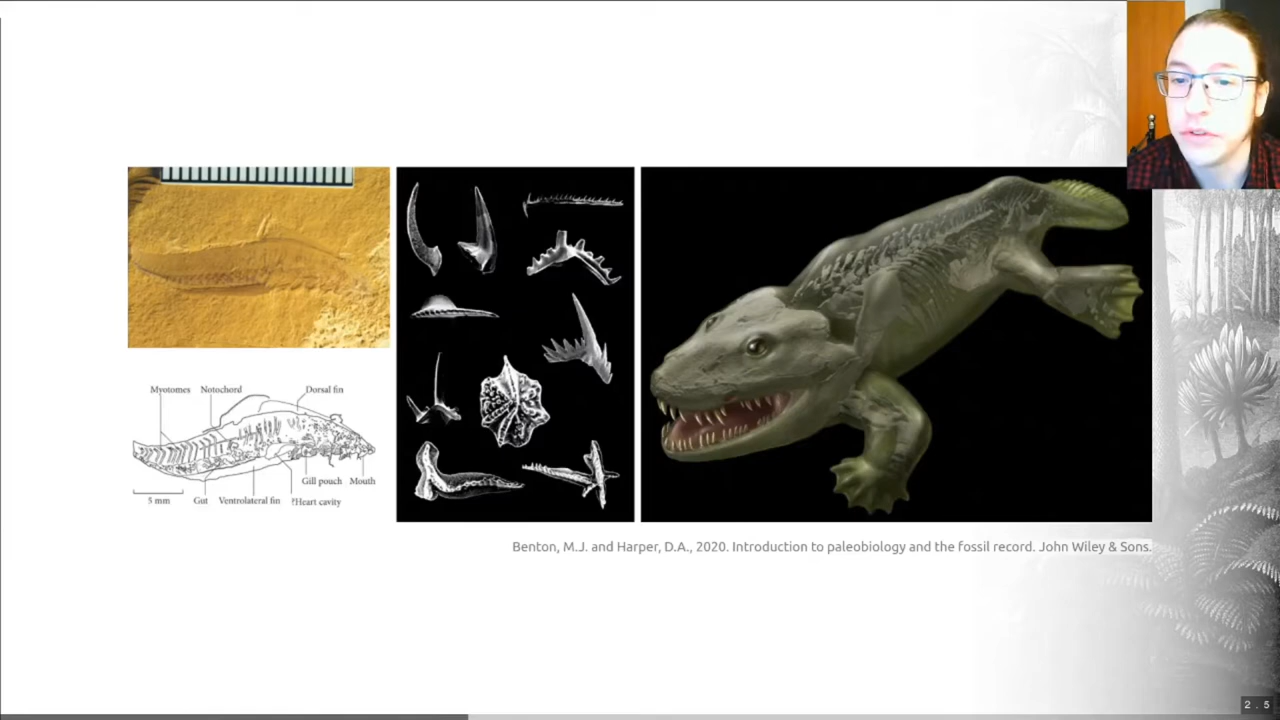 Myotomes Notochord Dorsal fin
Gill pouch Mouth
5 mm Gut Ventrolateral fin ?Heart cavity
Benton, M.J. and Harper, D.A., 2020. Introduction to paleobiology and the fossil record. John Wiley & Sons.
2 . 5